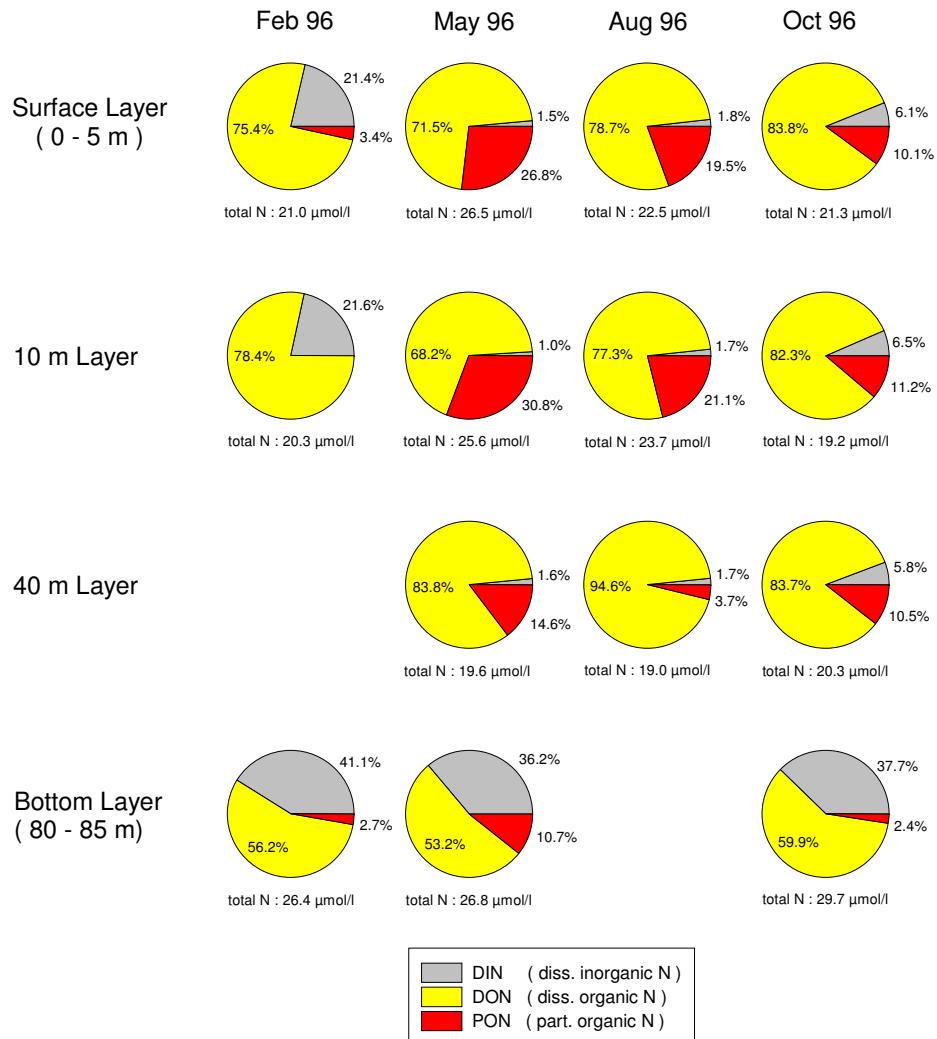 Feb 96 May 96 Aug 96 Oct 96
Surface Layer
( 0 - 5 m )
21.4%
75.4%
3.4%
total N : 21.0 µmol/l
1.5%
71.5%
26.8%
total N : 26.5 µmol/l
1.8%
78.7%
19.5%
total N : 22.5 µmol/l
6.1%
83.8%
10.1%
total N : 21.3 µmol/l
10 m Layer
21.6%
78.4%
total N : 20.3 µmol/l
1.0%
68.2%
30.8%
total N : 25.6 µmol/l
1.7%
77.3%
21.1%
total N : 23.7 µmol/l
6.5%
82.3%
11.2%
total N : 19.2 µmol/l
40 m Layer
1.6%
83.8%
14.6%
total N : 19.6 µmol/l
1.7%
94.6%
3.7%
total N : 19.0 µmol/l
5.8%
83.7%
10.5%
total N : 20.3 µmol/l
Bottom Layer
( 80 - 85 m)
41.1%
56.2%
2.7%
total N : 26.4 µmol/l
36.2%
53.2%
10.7%
total N : 26.8 µmol/l
37.7%
59.9%
2.4%
total N : 29.7 µmol/l
DIN ( diss. inorganic N )
DON ( diss. organic N )
PON ( part. organic N )